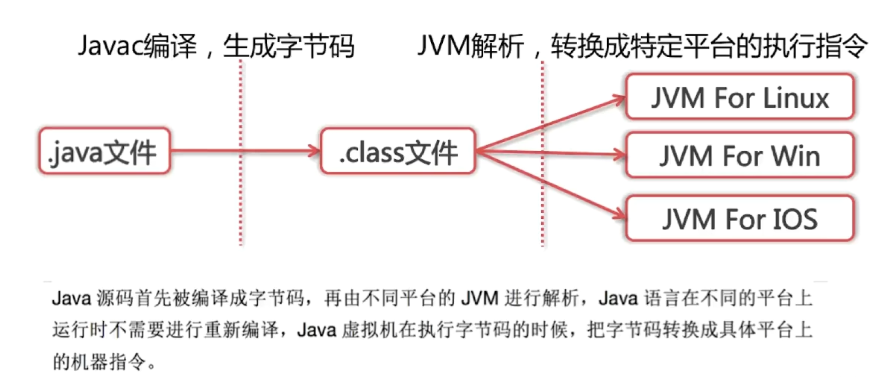 Javac编译，生成字节码
JVM解析，转换成特定平台的执行指令
.java文件
.class文件
JVM For Linux
JVM For Win
JVM For IOS
Java 源码首先被编译成字节码，再由不同平台的 JVM 进行解析，Java 语言在不同的平台上
运行时不需要进行重新编译，Java 虚拟机在执行字节码的时候，把字节码转换成具体平台上
的机器指令。